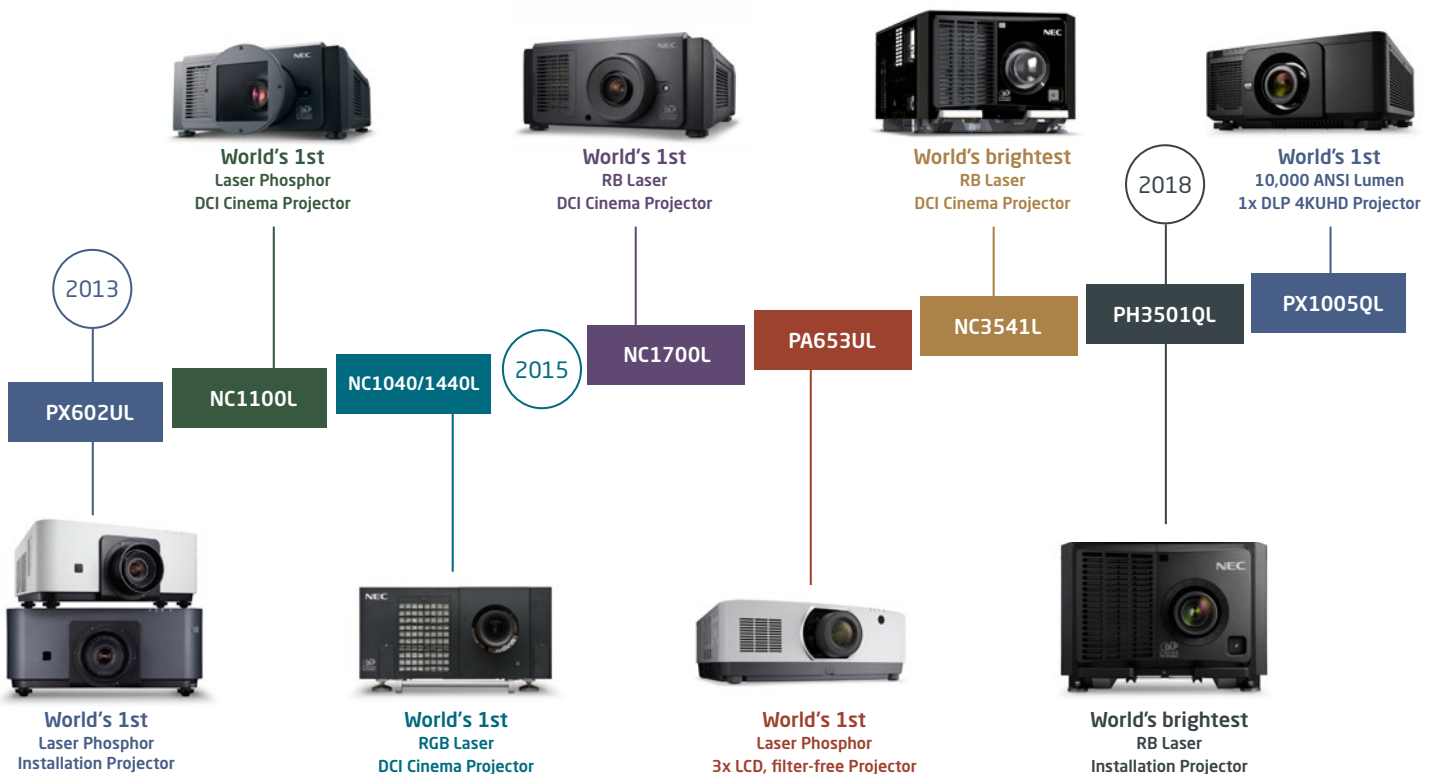 NEC
NEC
NEC
World's 1st
Laser Phosphor
DCI Cinema Projector
World's 1st
RB Laser
DCI Cinema Projector
World's brightest
RB Laser
DCI Cinema Projector
World's 1st
10,000 ANSI Lumen
1x DLP 4KUHD Projector
2013
2015
2018
PX602UL
NC1100L
NC1040/1440L
NC1700L
PA653UL
NC3541L
PH3501QL
PX1005QL
NEC
NEC
World's 1st
Laser Phosphor
Installation Projector
World's 1st
RGB Laser
DCI Cinema Projector
World's 1st
Laser Phosphor
3x LCD, filter-free Projector
World's brightest
RB Laser
Installation Projector